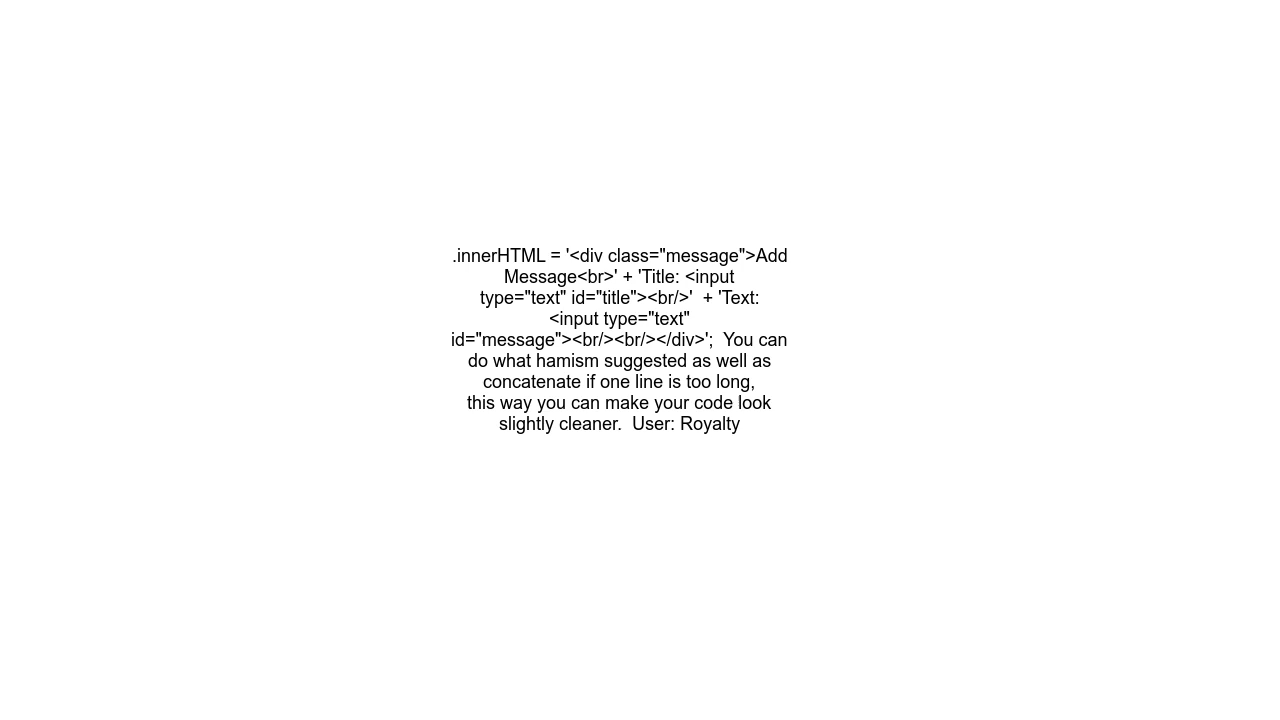 .innerHTML = '<div class="message">Add
Message<br>' + 'Title: <input
type="text" id="title"><br/>'  + 'Text:
<input type="text"
id="message"><br/><br/></div>';  You can
do what hamism suggested as well as
concatenate if one line is too long,
this way you can make your code look
slightly cleaner.  User: Royalty